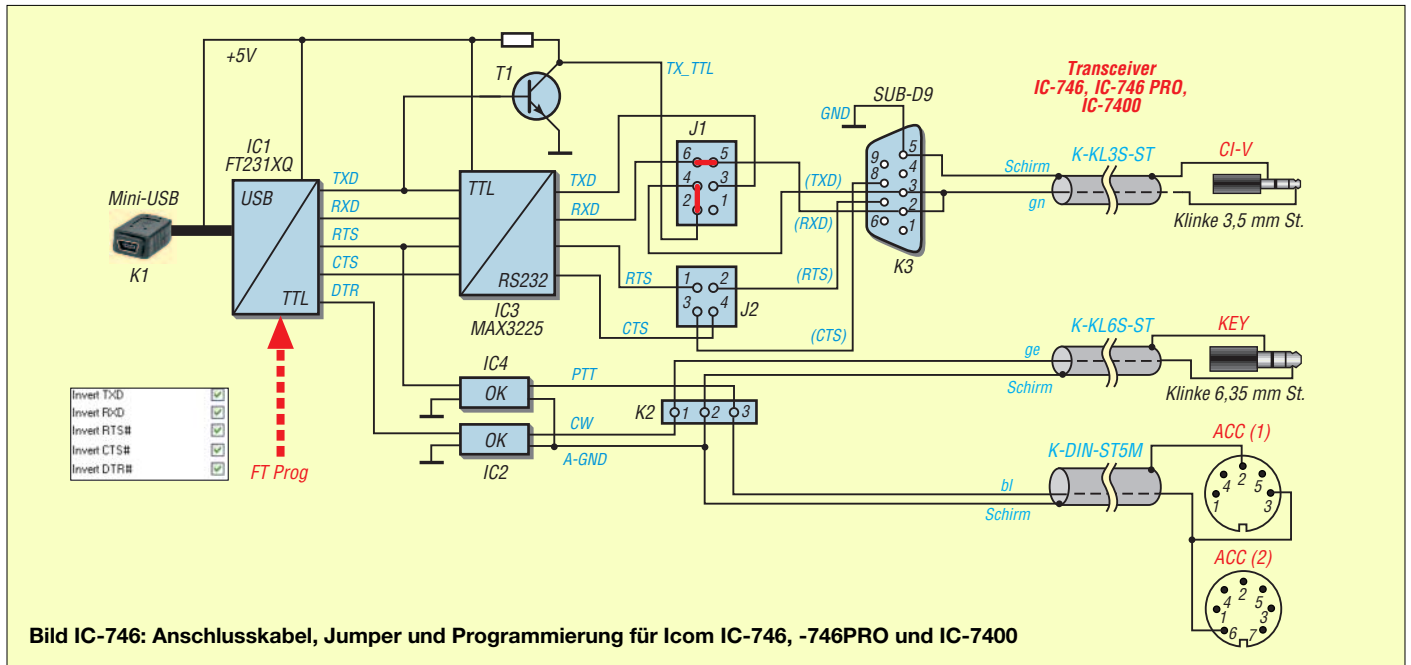 +5V
T1
TX_TTL
Transceiver
IC-746, IC-746 PRO,
IC-7400
SUB-D9
GND
IC1
FT231XQ
J1
K-KL3S-ST
CI-V
Mini-USB
USB
TXD
TTL
TXD
6 5
4 3
2 1
(TXD)
9 5
8 4
3
2
6 1
Schirm
gn
Klinke 3,5 mm St.
RXD
RXD
(RXD)
K1
RTS
CTS
RS232
RTS
1 2
3 4
(RTS)
K3
TTL
DTR
IC3
MAX3225
CTS
J2
(CTS)
K-KL6S-ST
KEY
IC4
OK
PTT
ge
Schirm
Klinke 6,35 mm St.
Invert TXD
Invert RXD
Invert RTS#
Invert CTS#
Invert DTR#
FT Prog
K2
1 2 3
CW
OK
IC2
A-GND
K-DIN-ST5M
ACC (1)
4 2 5
1 3
bl
Schirm
ACC (2)
2
4 5
1 3
6 7
Bild IC-746: Anschlusskabel, Jumper und Programmierung für Icom IC-746, -746PRO und IC-7400